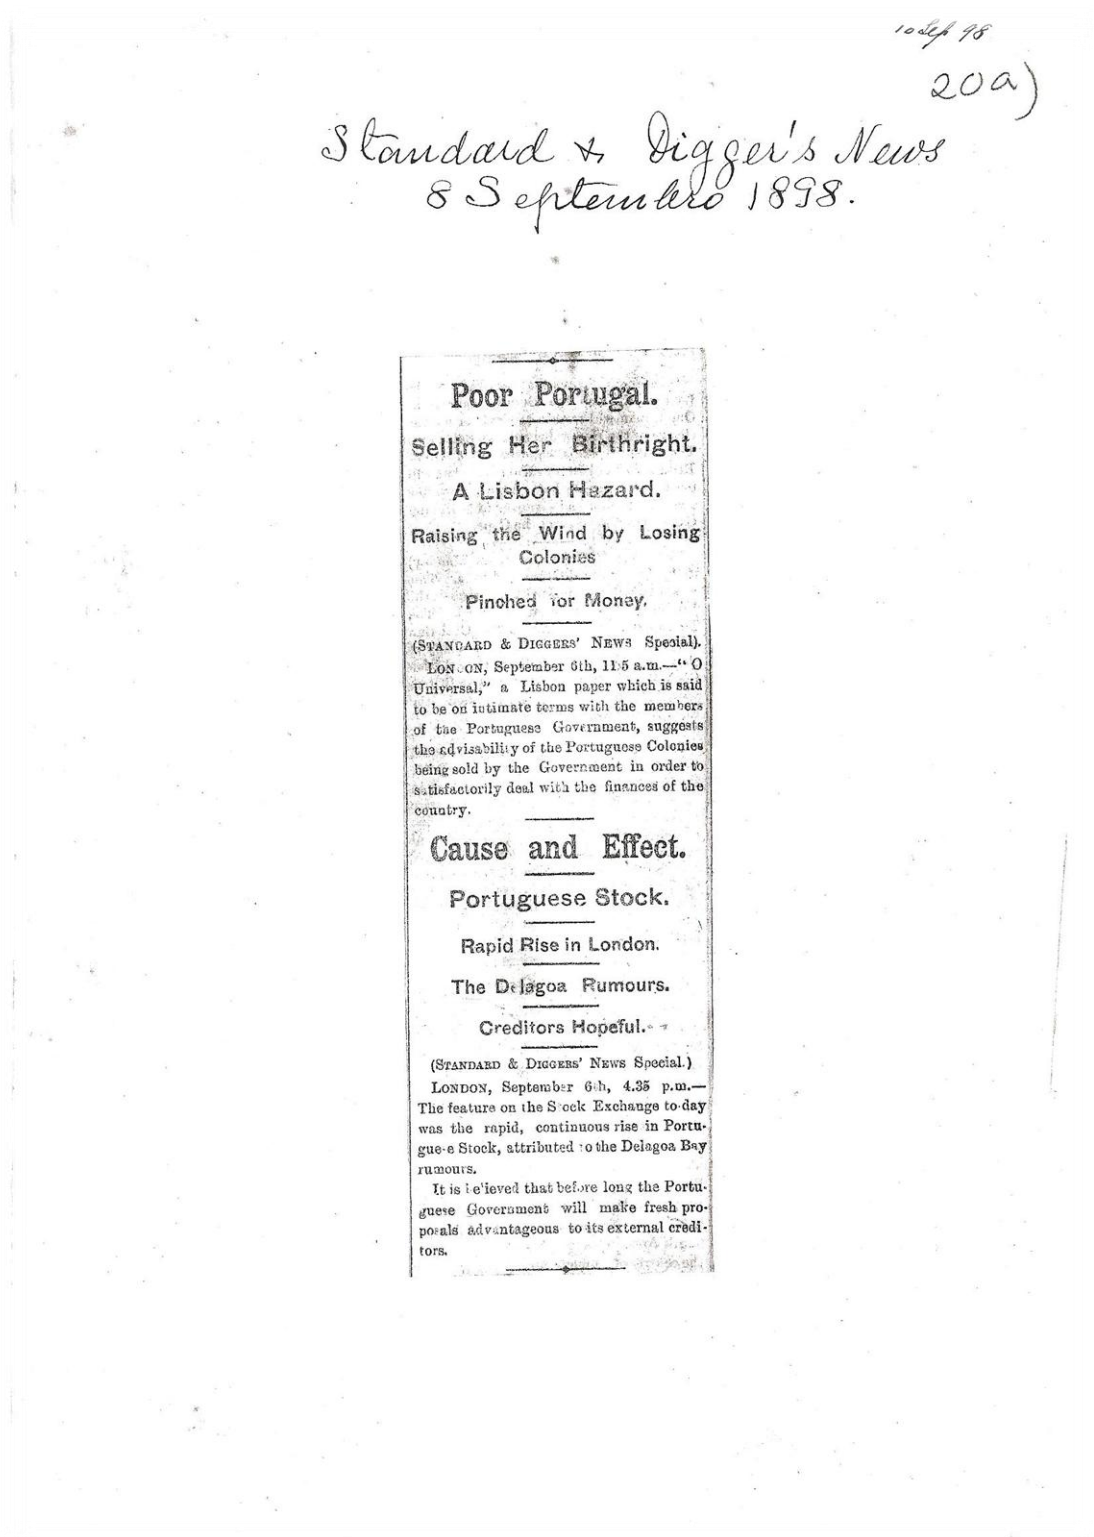 10 Sep 98
20a)
Standard & Digger's News
8 Septembro 1898.
Poor Portugal.
Selling Her Birthright.
A Lisbon Hazard.
Raising the Wind by Losing
Colonies
Pinched for Money.
(STANDARD & DIGGERS' NEWS Special).
LONDON, September 6th, 11.5 a.m.—"O
Universal," a Lisbon paper which is said
to be on intimate terms with the members
of the Portuguese Government, suggests
the advisability of the Portuguese Colonies
being sold by the Government in order to
satisfactorily deal with the finances of the
country.
Cause and Effect.
Portuguese Stock.
Rapid Rise in London.
The Delagoa Rumours.
Creditors Hopeful.
(STANDARD & DIGGERS' NEWS Special.)
LONDON, September 6th, 4.35 p.m.—
The feature on the Stock Exchange to-day
was the rapid, continuous rise in Portu-
guese Stock, attributed to the Delagoa Bay
rumours.
It is believed that before long the Portu-
guese Government will make fresh pro-
posals advantageous to its external credi-
tors.